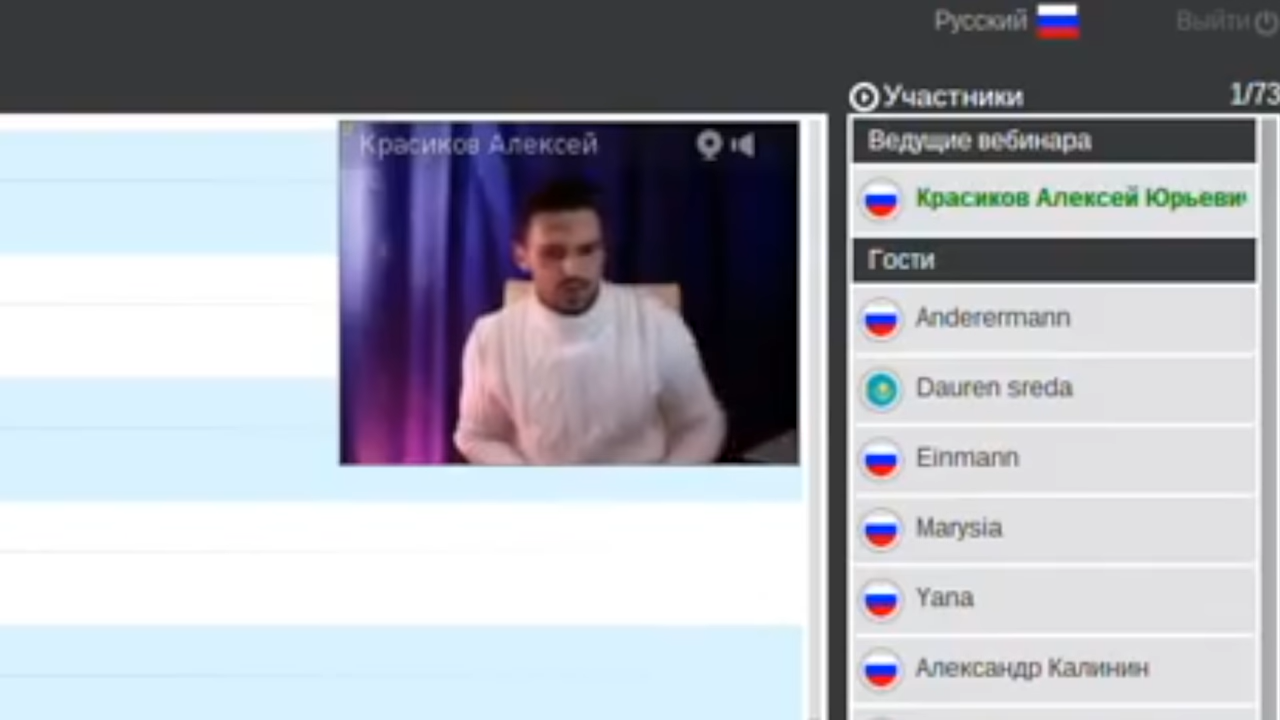 Русский
Выйти
Участники
1/73
Ведущие вебинара
Красиков Алексей
Красиков Алексей Юрьевич
Гости
Anderermann
Dauren sreda
Einmann
Marysia
Yana
Александр Калинин